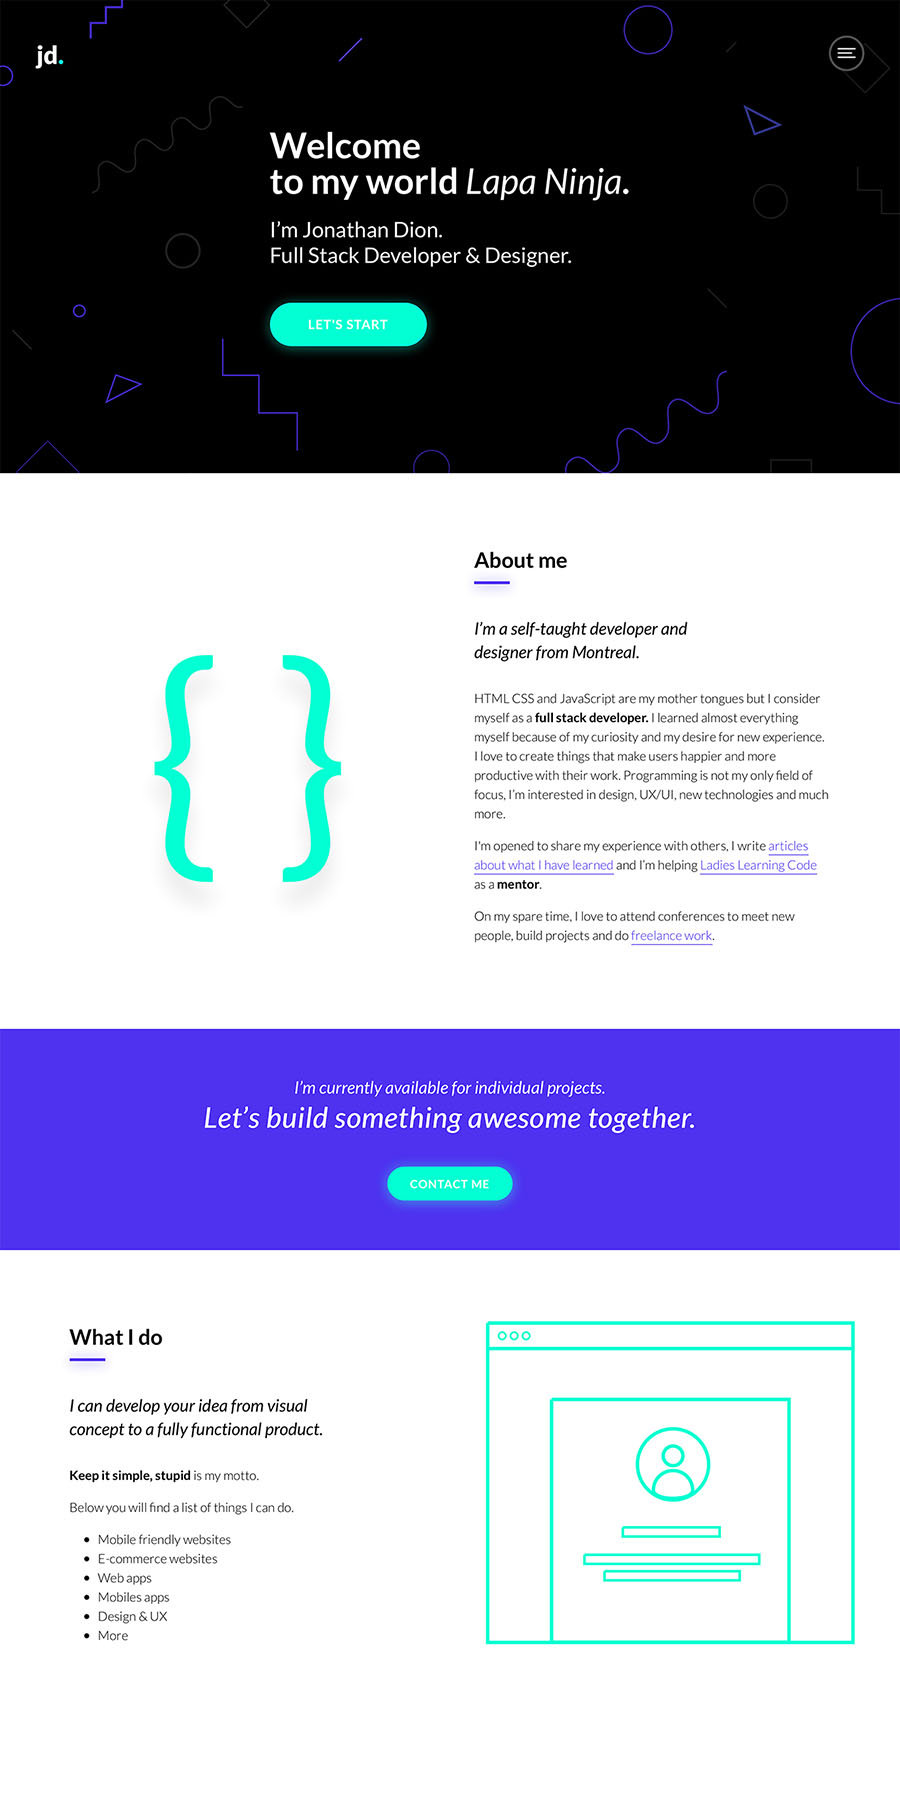 jd.
Welcome
to my world Lapa Ninja.
I'm Jonathan Dion.
Full Stack Developer & Designer.
LET'S START
About me
I'm a self-taught developer and
designer from Montreal.
HTML CSS and JavaScript are my mother tongues but I consider
myself as a full stack developer. I learned almost everything
myself because of my curiosity and my desire for new experience.
I love to create things that make users happier and more
productive with their work. Programming is not my only field of
focus, I'm interested in design, UX/UI, new technologies and much
more.
I'm opened to share my experience with others, I write articles
about what I have learned and I'm helping Ladies Learning Code
as a mentor.
On my spare time, I love to attend conferences to meet new
people, build projects and do freelance work.
I'm currently available for individual projects.
Let's build something awesome together.
CONTACT ME
What I do
I can develop your idea from visual
concept to a fully functional product.
Keep it simple, stupid is my motto.
Below you will find a list of things I can do.
• Mobile friendly websites
• E-commerce websites
• Web apps
• Mobiles apps
• Design & UX
• More